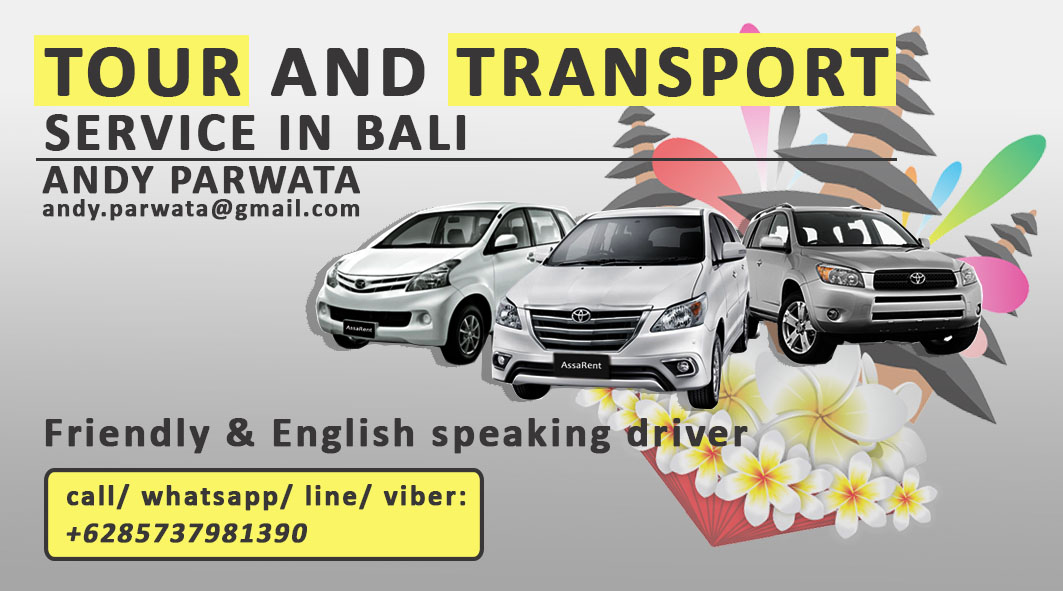 TOUR AND TRANSPORT
SERVICE IN BALI
ANDY PARWATA
andy.parwata@gmail.com
AssaRent
AssaRent
Friendly & English speaking driver
call/ whatsapp/ line/ viber:
+6285737981390